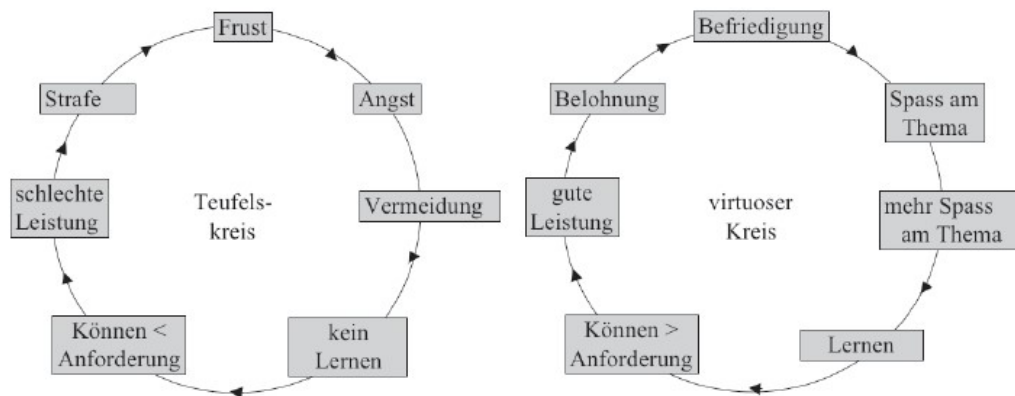 Frust
Angst
Vermeidung
kein
Lernen
Können <
Anforderung
schlechte
Leistung
Strafe
Teufels-
kreis
Befriedigung
Spass am
Thema
mehr Spass
am Thema
Lernen
Können >
Anforderung
gute
Leistung
Belohnung
virtuoser
Kreis